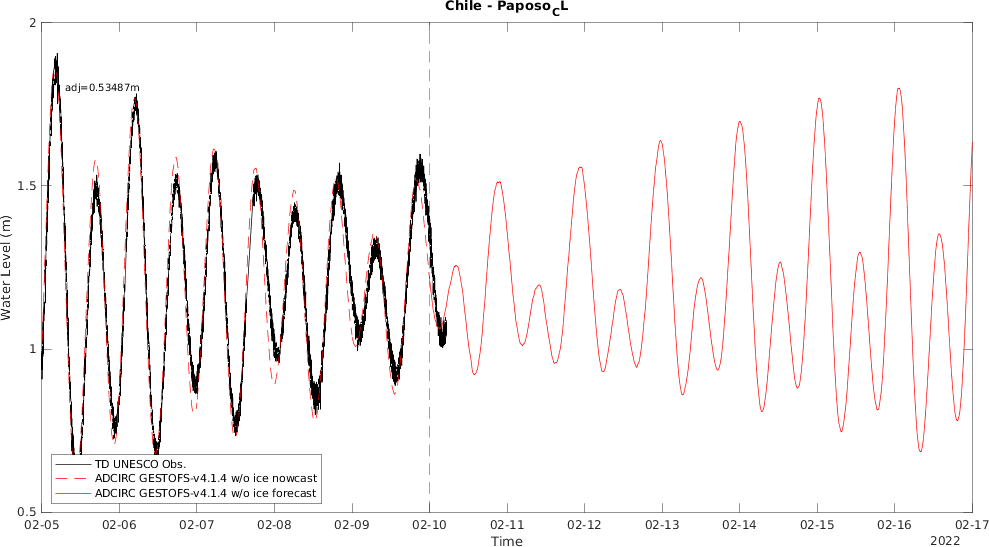 Chile - Paposo_CL
2
adj=0.53487m
1.5
Water Level (m)
1
TD UNESCO Obs.
ADCIRC GESTOFS-v4.1.4 w/o ice nowcast
ADCIRC GESTOFS-v4.1.4 w/o ice forecast
0.5
02-05 02-06 02-07 02-08 02-09 02-10 02-11 02-12 02-13 02-14 02-15 02-16 02-17
Time
2022